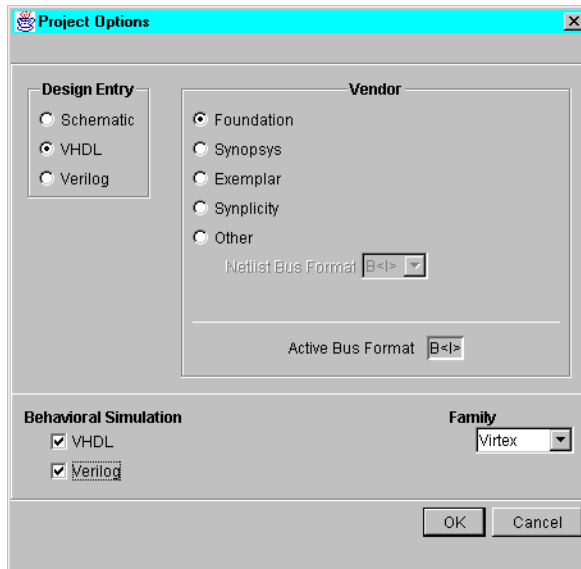 Project Options
Design Entry
Schematic
VHDL
Verilog
Vendor
Foundation
Synopsys
Exemplar
Synplicity
Other
Netlist Bus Format B<I>
Active Bus Format B<I>
Behavioral Simulation
VHDL
Verilog
Family
Virtex
OK Cancel